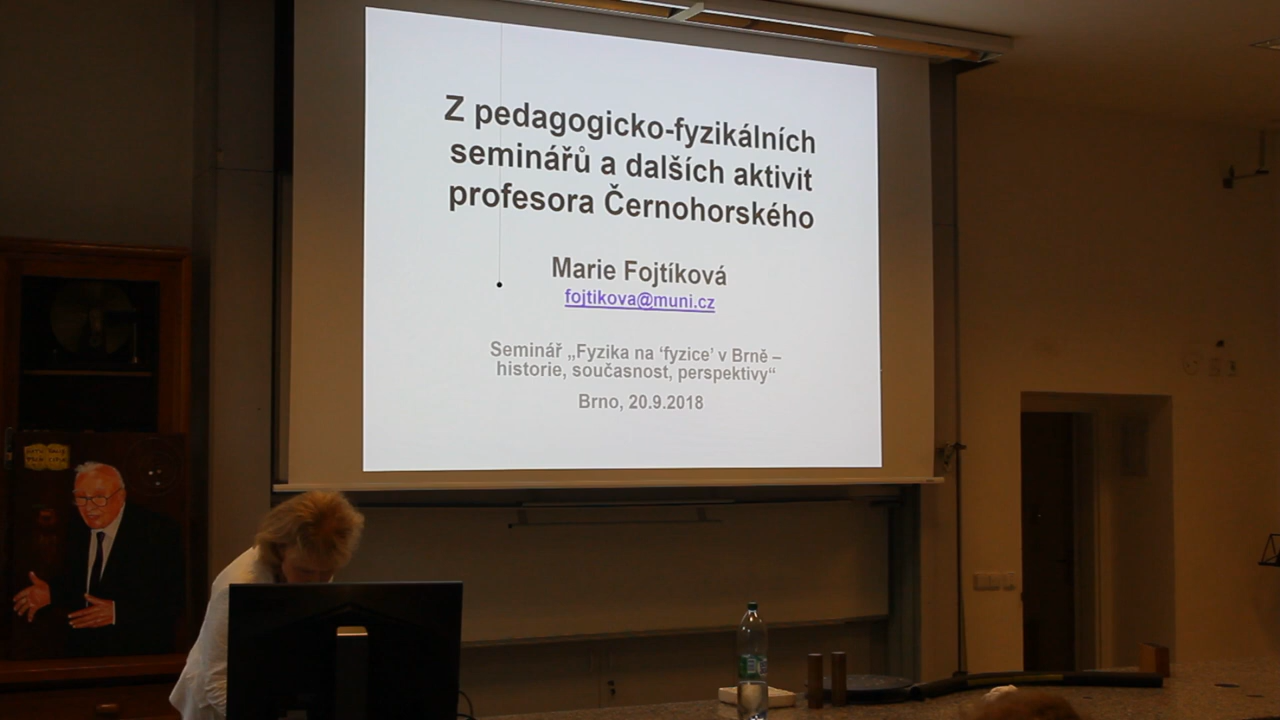 Z pedagogicko-fyzikálních
seminářů a dalších aktivit
profesora Černohorského
Marie Fojtíková
fojtikova@muni.cz
Seminář „Fyzika na ‘fyzice’ v Brně –
historie, současnost, perspektivy“
Brno, 20.9.2018